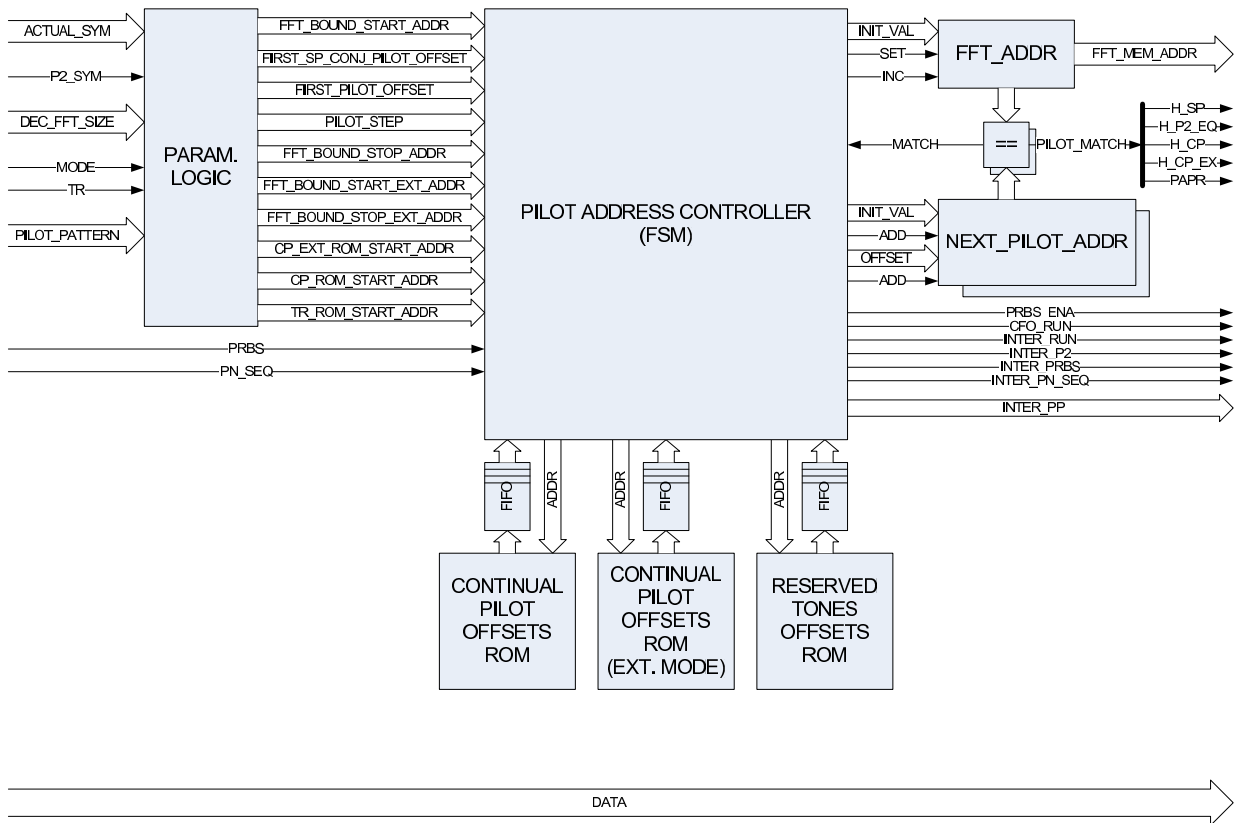 ACTUAL_SYM
P2_SYM
DEC_FFT_SIZE
MODE
TR
PILOT_PATTERN
PARAM.
LOGIC
FFT_BOUND_START_ADDR
FIRST_SP_CONJ_PILOT_OFFSET
FIRST_PILOT_OFFSET
PILOT_STEP
FFT_BOUND_STOP_ADDR
FFT_BOUND_START_EXT_ADDR
FFT_BOUND_STOP_EXT_ADDR
CP_EXT_ROM_START_ADDR
CP_ROM_START_ADDR
TR_ROM_START_ADDR
PRBS
PN_SEQ
PILOT ADDRESS CONTROLLER
(FSM)
INIT_VAL
SET
INC
FFT_ADDR
FFT_MEM_ADDR
MATCH
==
PILOT_MATCH
H_SP
H_P2_EQ
H_CP
H_CP_EX
PAPR
INIT_VAL
ADD
OFFSET
ADD
NEXT_PILOT_ADDR
PRBS_ENA
CFO_RUN
INTER_RUN
INTER_P2
INTER_PRBS
INTER_PN_SEQ
INTER_PP
FIFO
ADDR
ADDR
FIFO
ADDR
FIFO
CONTINUAL
PILOT
OFFSETS
ROM
CONTINUAL
PILOT
OFFSETS
ROM
(EXT. MODE)
RESERVED
TONES
OFFSETS
ROM
DATA